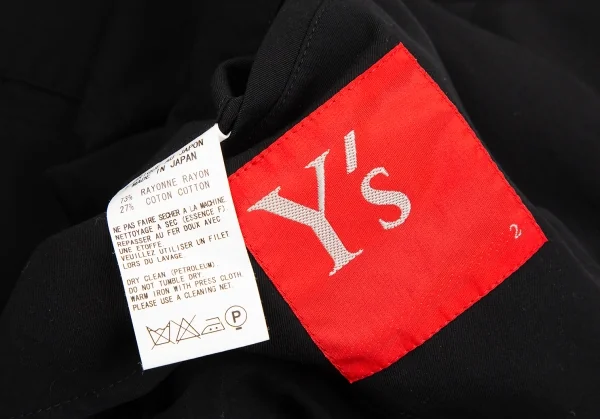 JAPON
MADE IN JAPAN
73% RAYONNE RAYON
27% COTON COTTON
NE PAS FAIRE SECHER A LA MACHINE
NETTOYAGE A SEC (ESSENCE F)
REPASSER AU FER DOUX AVEC
UNE ETOFFE
VEUILLEZ UTILISER UN FILET
LORS DU LAVAGE
DRY CLEAN (PETROLEUM)
DO NOT TUMBLE DRY
WARM IRON WITH PRESS CLOTH
PLEASE USE A CLEANING NET.
P
Y's
2